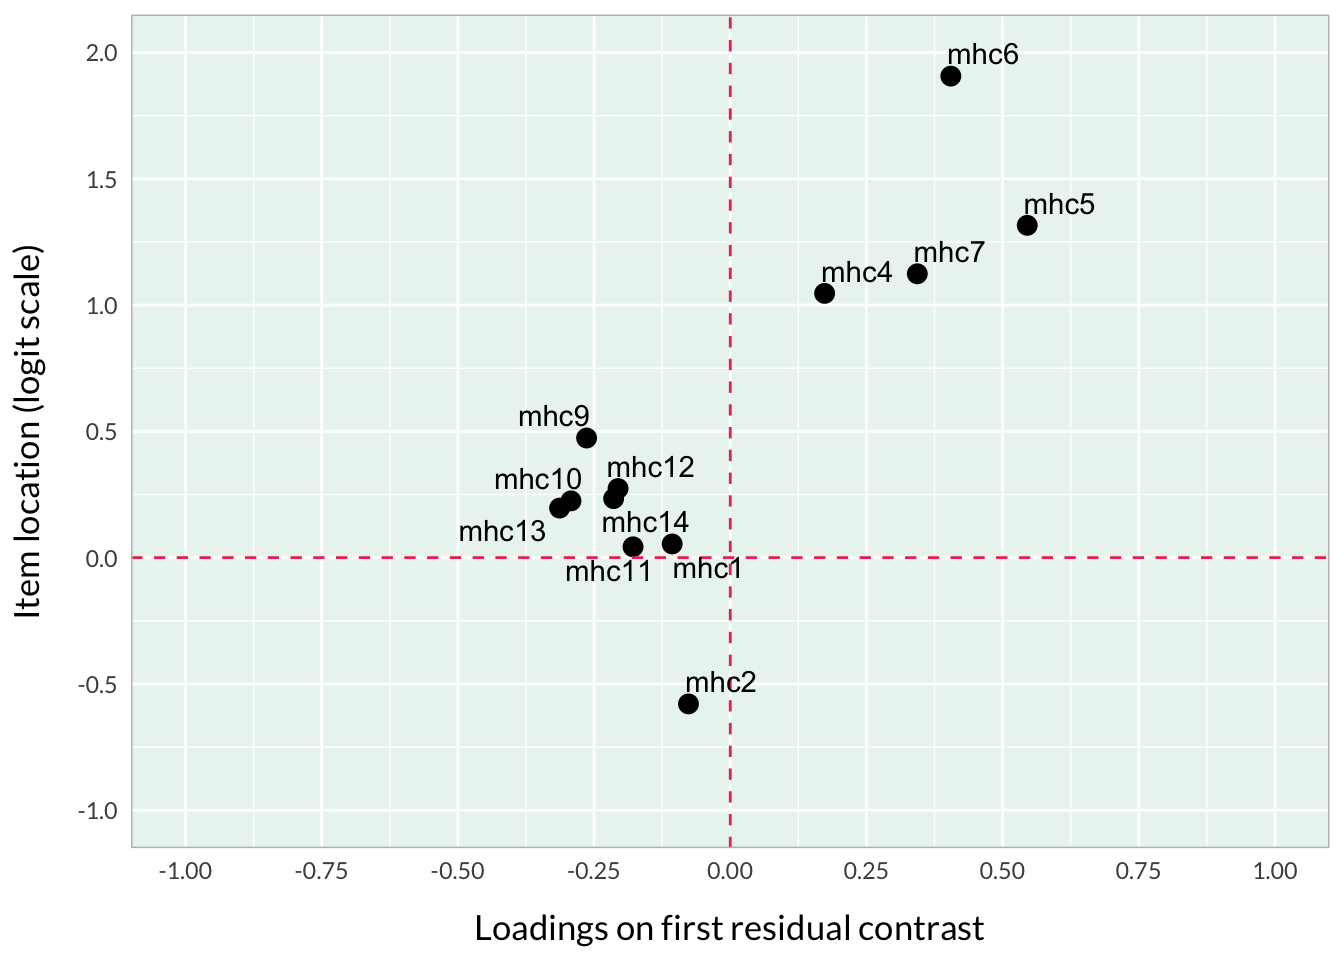 2.0
1.5
1.0
0.5
0.0
-0.5
-1.0
Item location (logit scale)
mhc6
mhc5
mhc7
mhc4
mhc9
mhc12
mhc10
mhc14
mhc13
mhc11
mhc1
mhc2
-1.00 -0.75 -0.50 -0.25 0.00 0.25 0.50 0.75 1.00
Loadings on first residual contrast